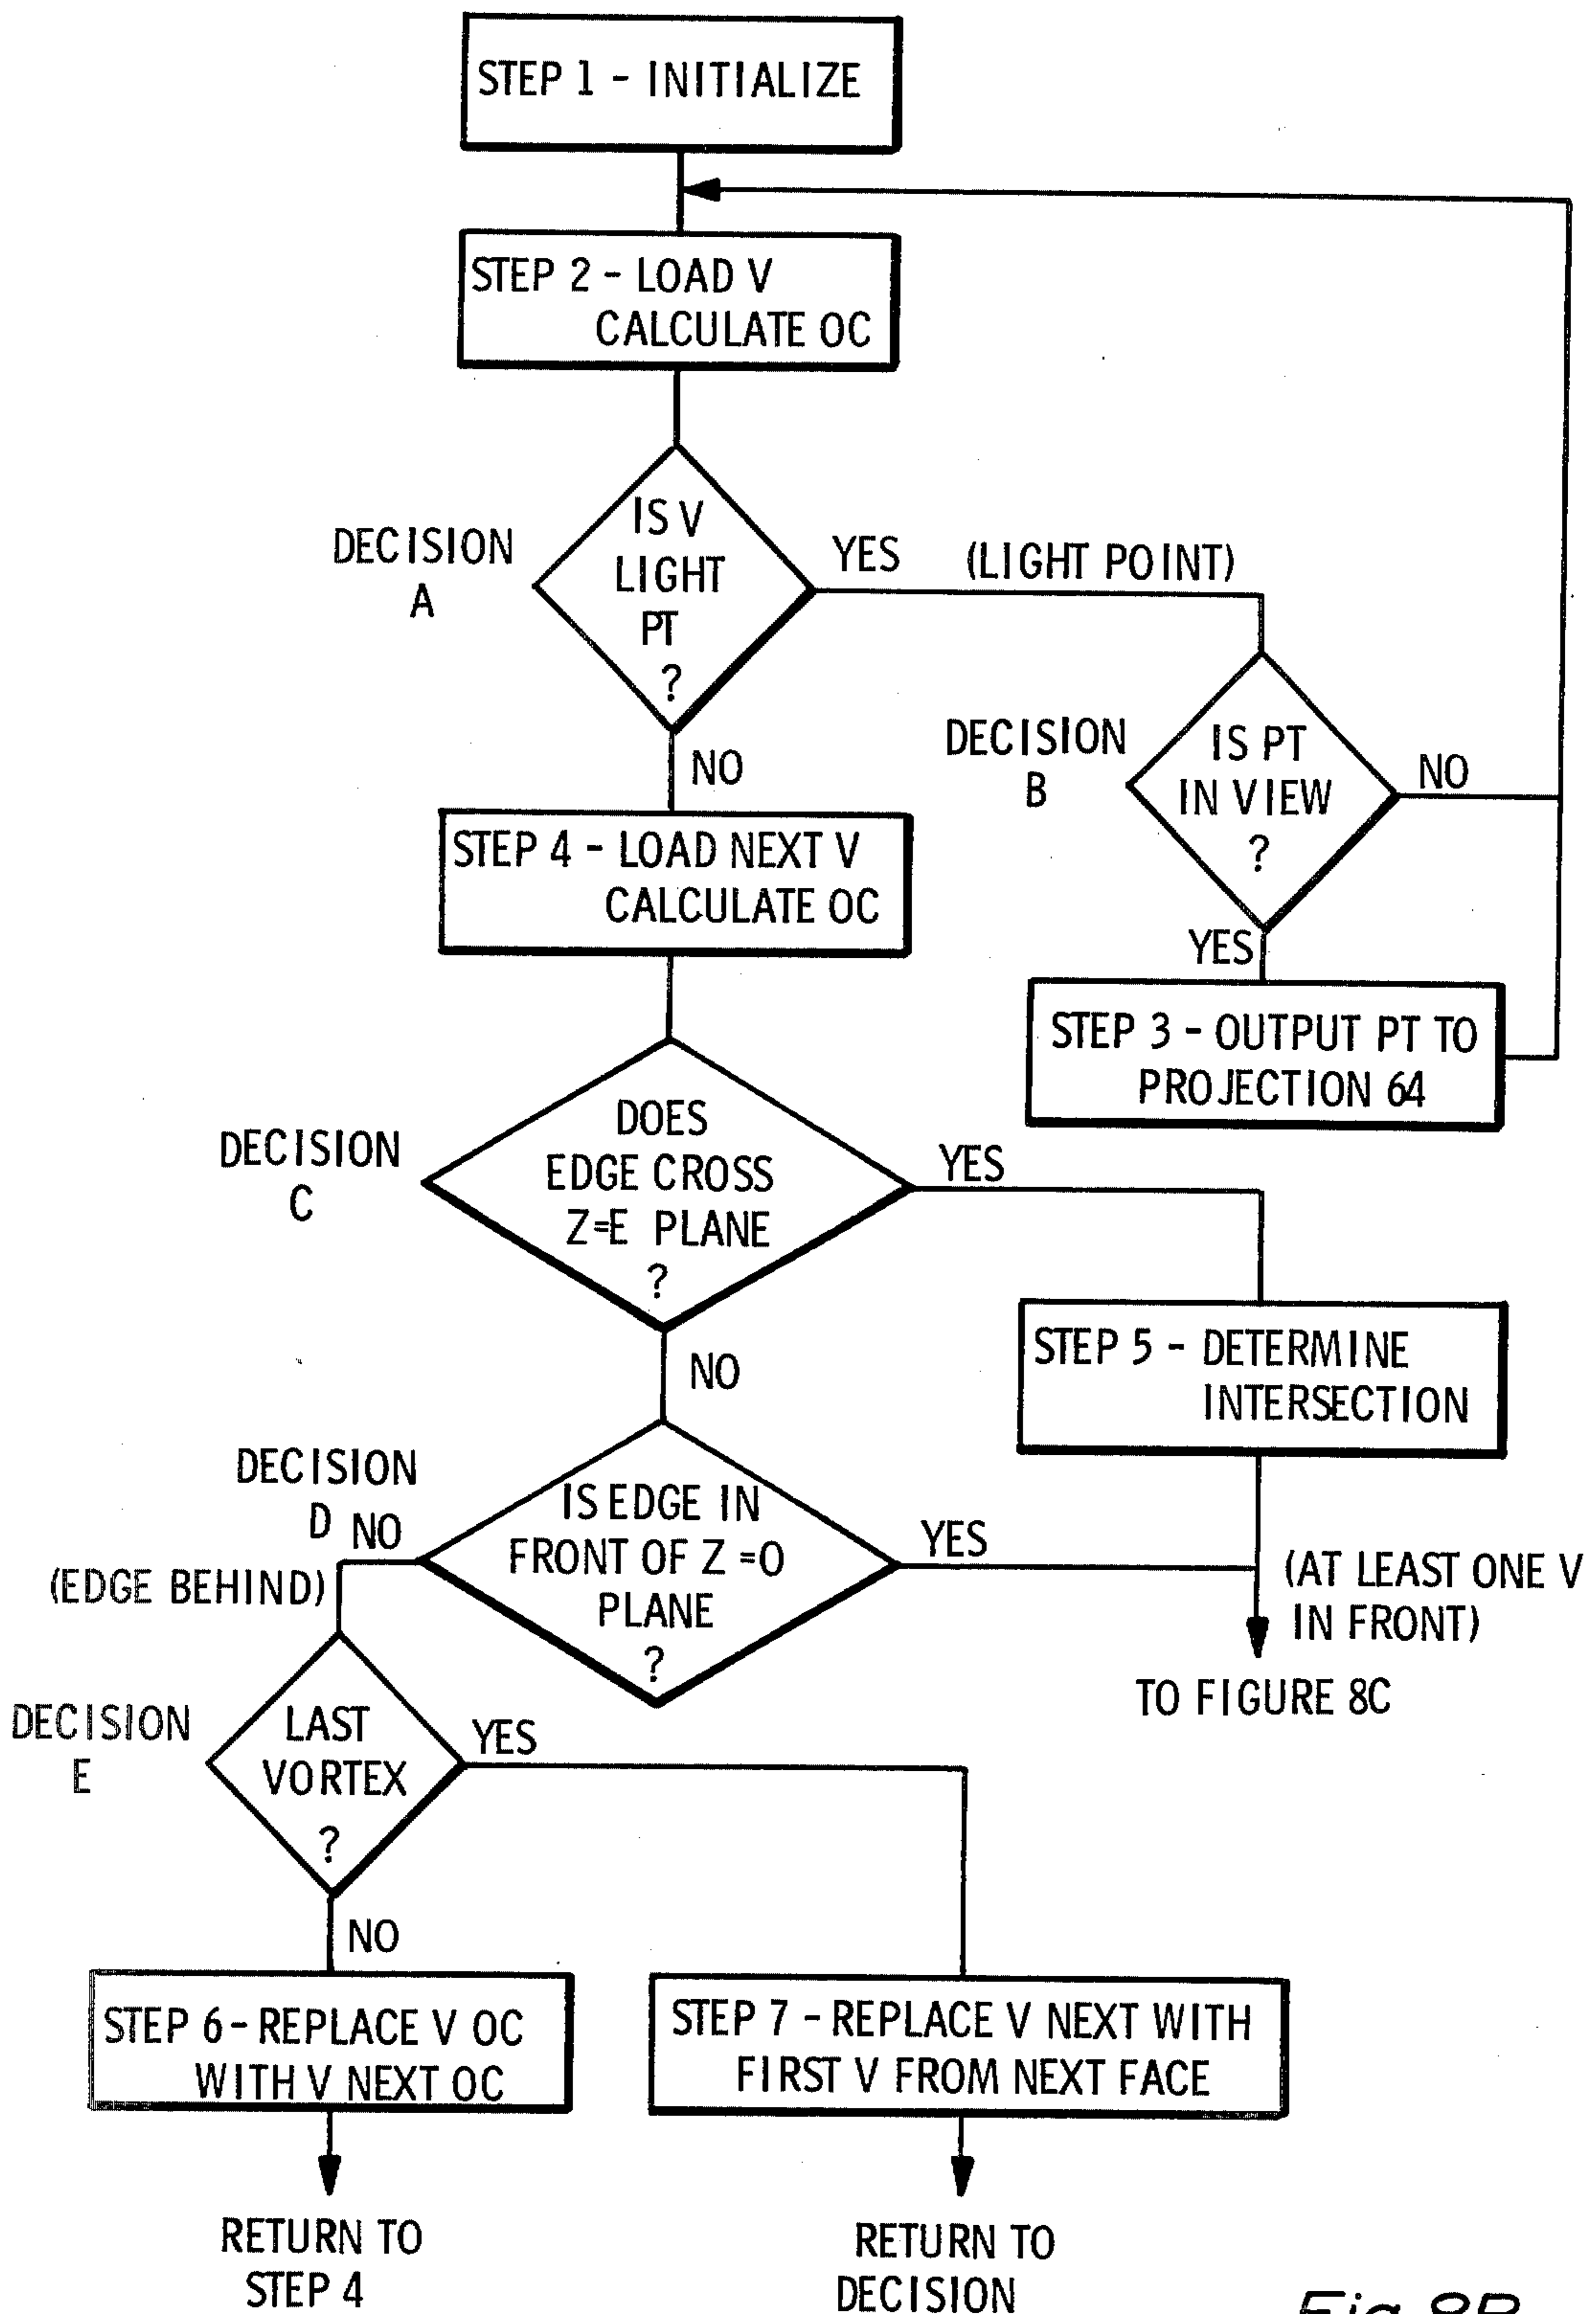 STEP 1 - INITIALIZE
STEP 2 - LOAD V
CALCULATE OC
DECISION
A
IS V
LIGHT
PT
?
YES
(LIGHT POINT)
NO
DECISION
B
IS PT
IN VIEW
?
NO
YES
STEP 3 - OUTPUT PT TO
PROJECTION 64
STEP 4 - LOAD NEXT V
CALCULATE OC
DECISION
C
DOES
EDGE CROSS
Z=E PLANE
?
YES
NO
STEP 5 - DETERMINE
INTERSECTION
DECISION
D
NO
(EDGE BEHIND)
IS EDGE IN
FRONT OF Z =0
PLANE
?
YES
(AT LEAST ONE V
IN FRONT)
TO FIGURE 8C
DECISION
E
LAST
VORTEX
?
YES
NO
STEP 6 - REPLACE V OC
WITH V NEXT OC
STEP 7 - REPLACE V NEXT WITH
FIRST V FROM NEXT FACE
RETURN TO
STEP 4
RETURN TO
DECISION
Fig 8B